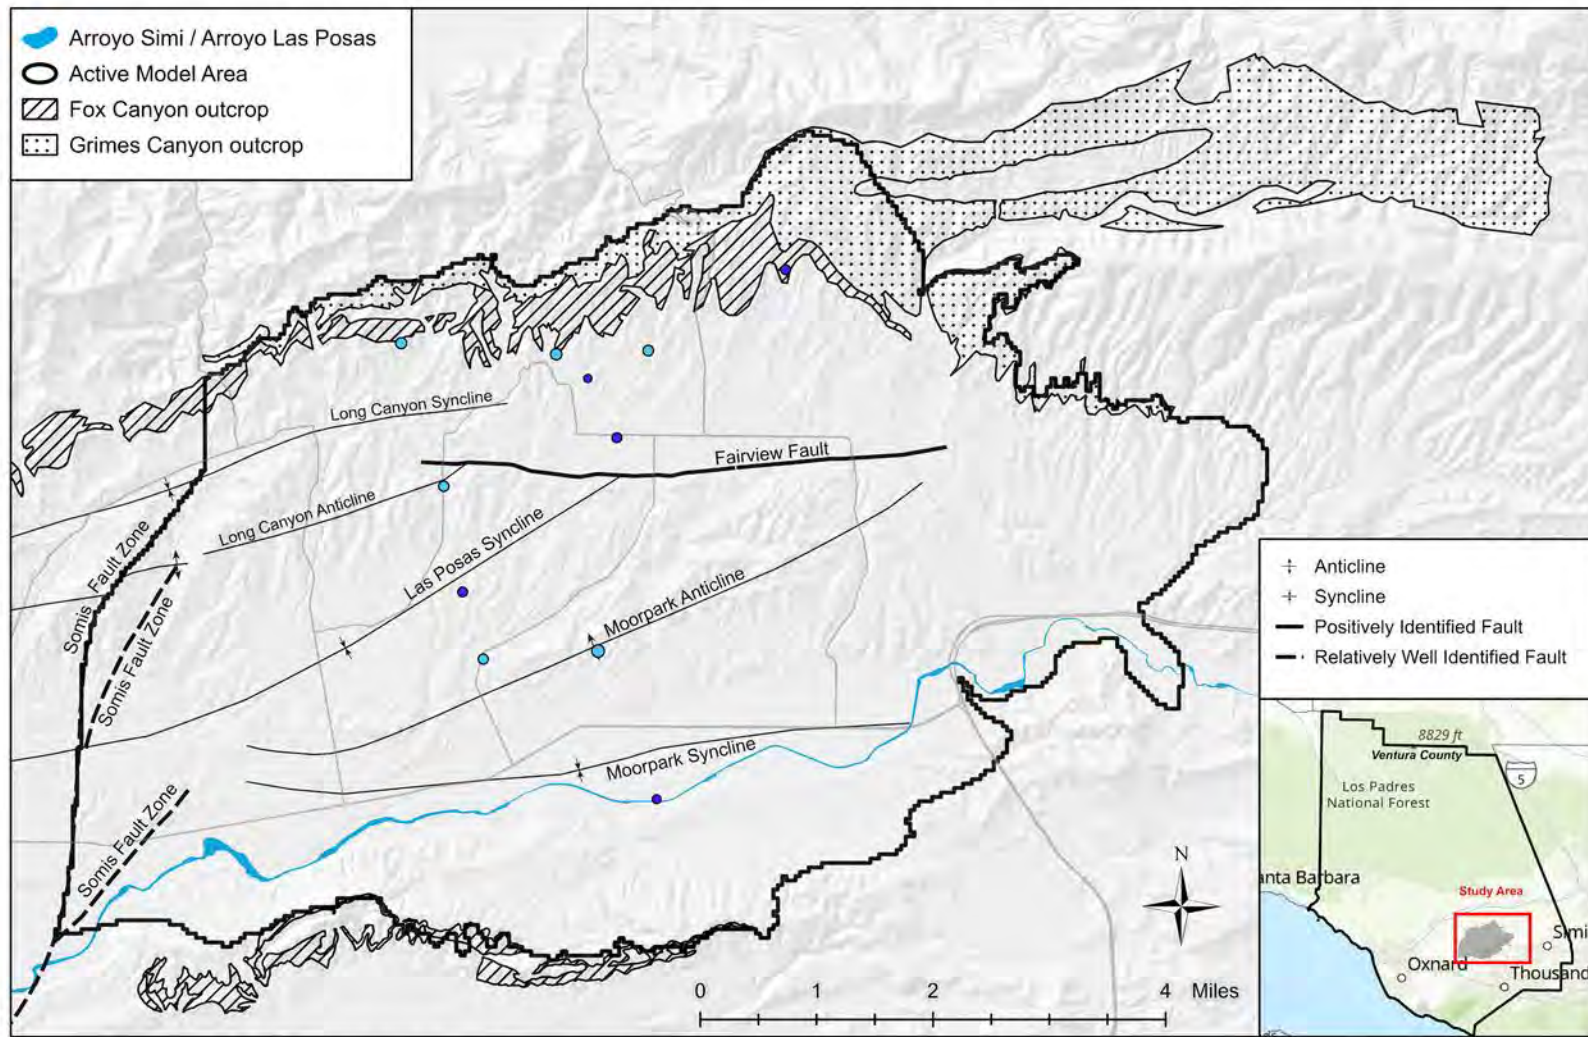 Arroyo Simi / Arroyo Las Posas
Active Model Area
Fox Canyon outcrop
Grimes Canyon outcrop
Long Canyon Syncline
Fairview Fault
Long Canyon Anticline
Las Posas Syncline
Somis Fault Zone
Somis Fault Zone
Moorpark Anticline
Moorpark Syncline
Somis Fault Zone
N
0 1 2 4 Miles
Anticline
Syncline
Positively Identified Fault
Relatively Well Identified Fault
8829 ft
Ventura County
5
Los Padres
National Forest
anta Barbara
Study Area
Simi
Oxnard
Thousand